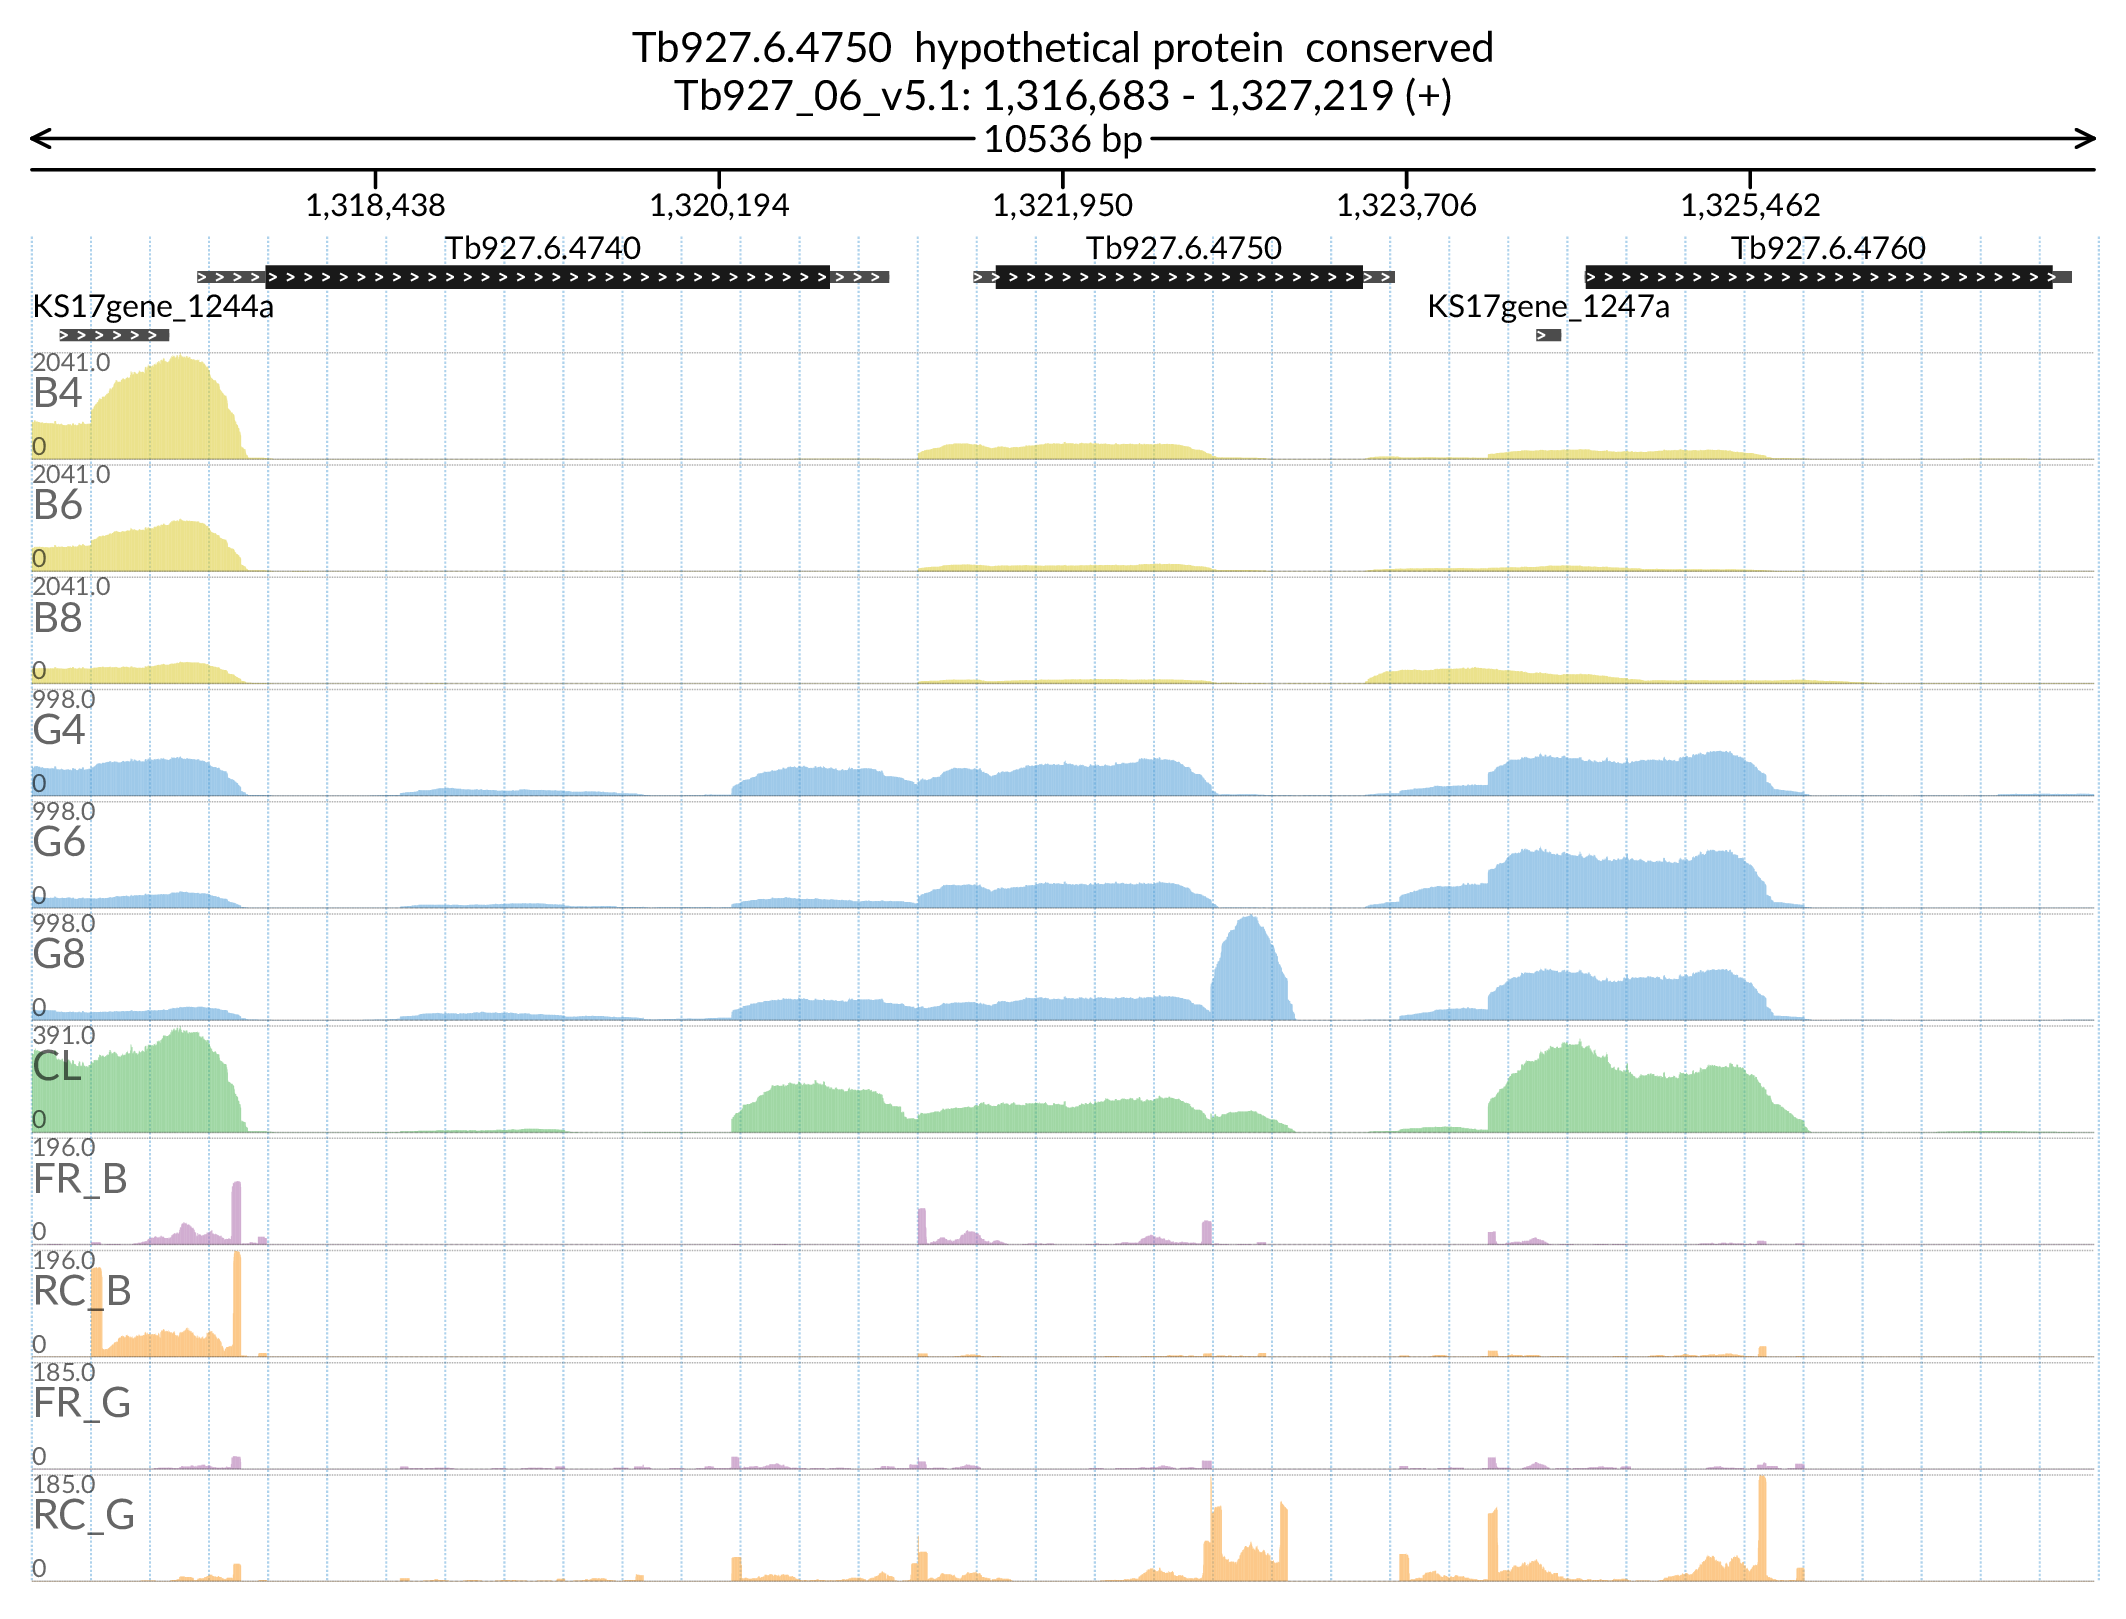 Tb927.6.4750  hypothetical protein  conserved
Tb927_06_v5.1: 1,316,683 - 1,327,219 (+)
10536 bp
1,318,438 1,320,194 1,321,950 1,323,706 1,325,462
Tb927.6.4740 Tb927.6.4750 Tb927.6.4760
KS17gene_1244a KS17gene_1247a
2041.0
B4
0
2041.0
B6
0
2041.0
B8
0
998.0
G4
0
998.0
G6
0
998.0
G8
0
391.0
CL
0
196.0
FR_B
0
196.0
RC_B
0
185.0
FR_G
0
185.0
RC_G
0